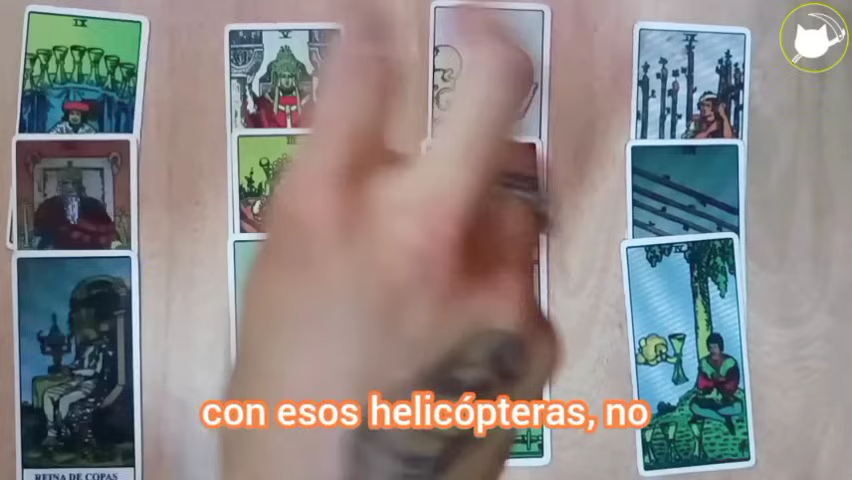 IX
V
con esos helicópteras, no
REINA DE COPAS